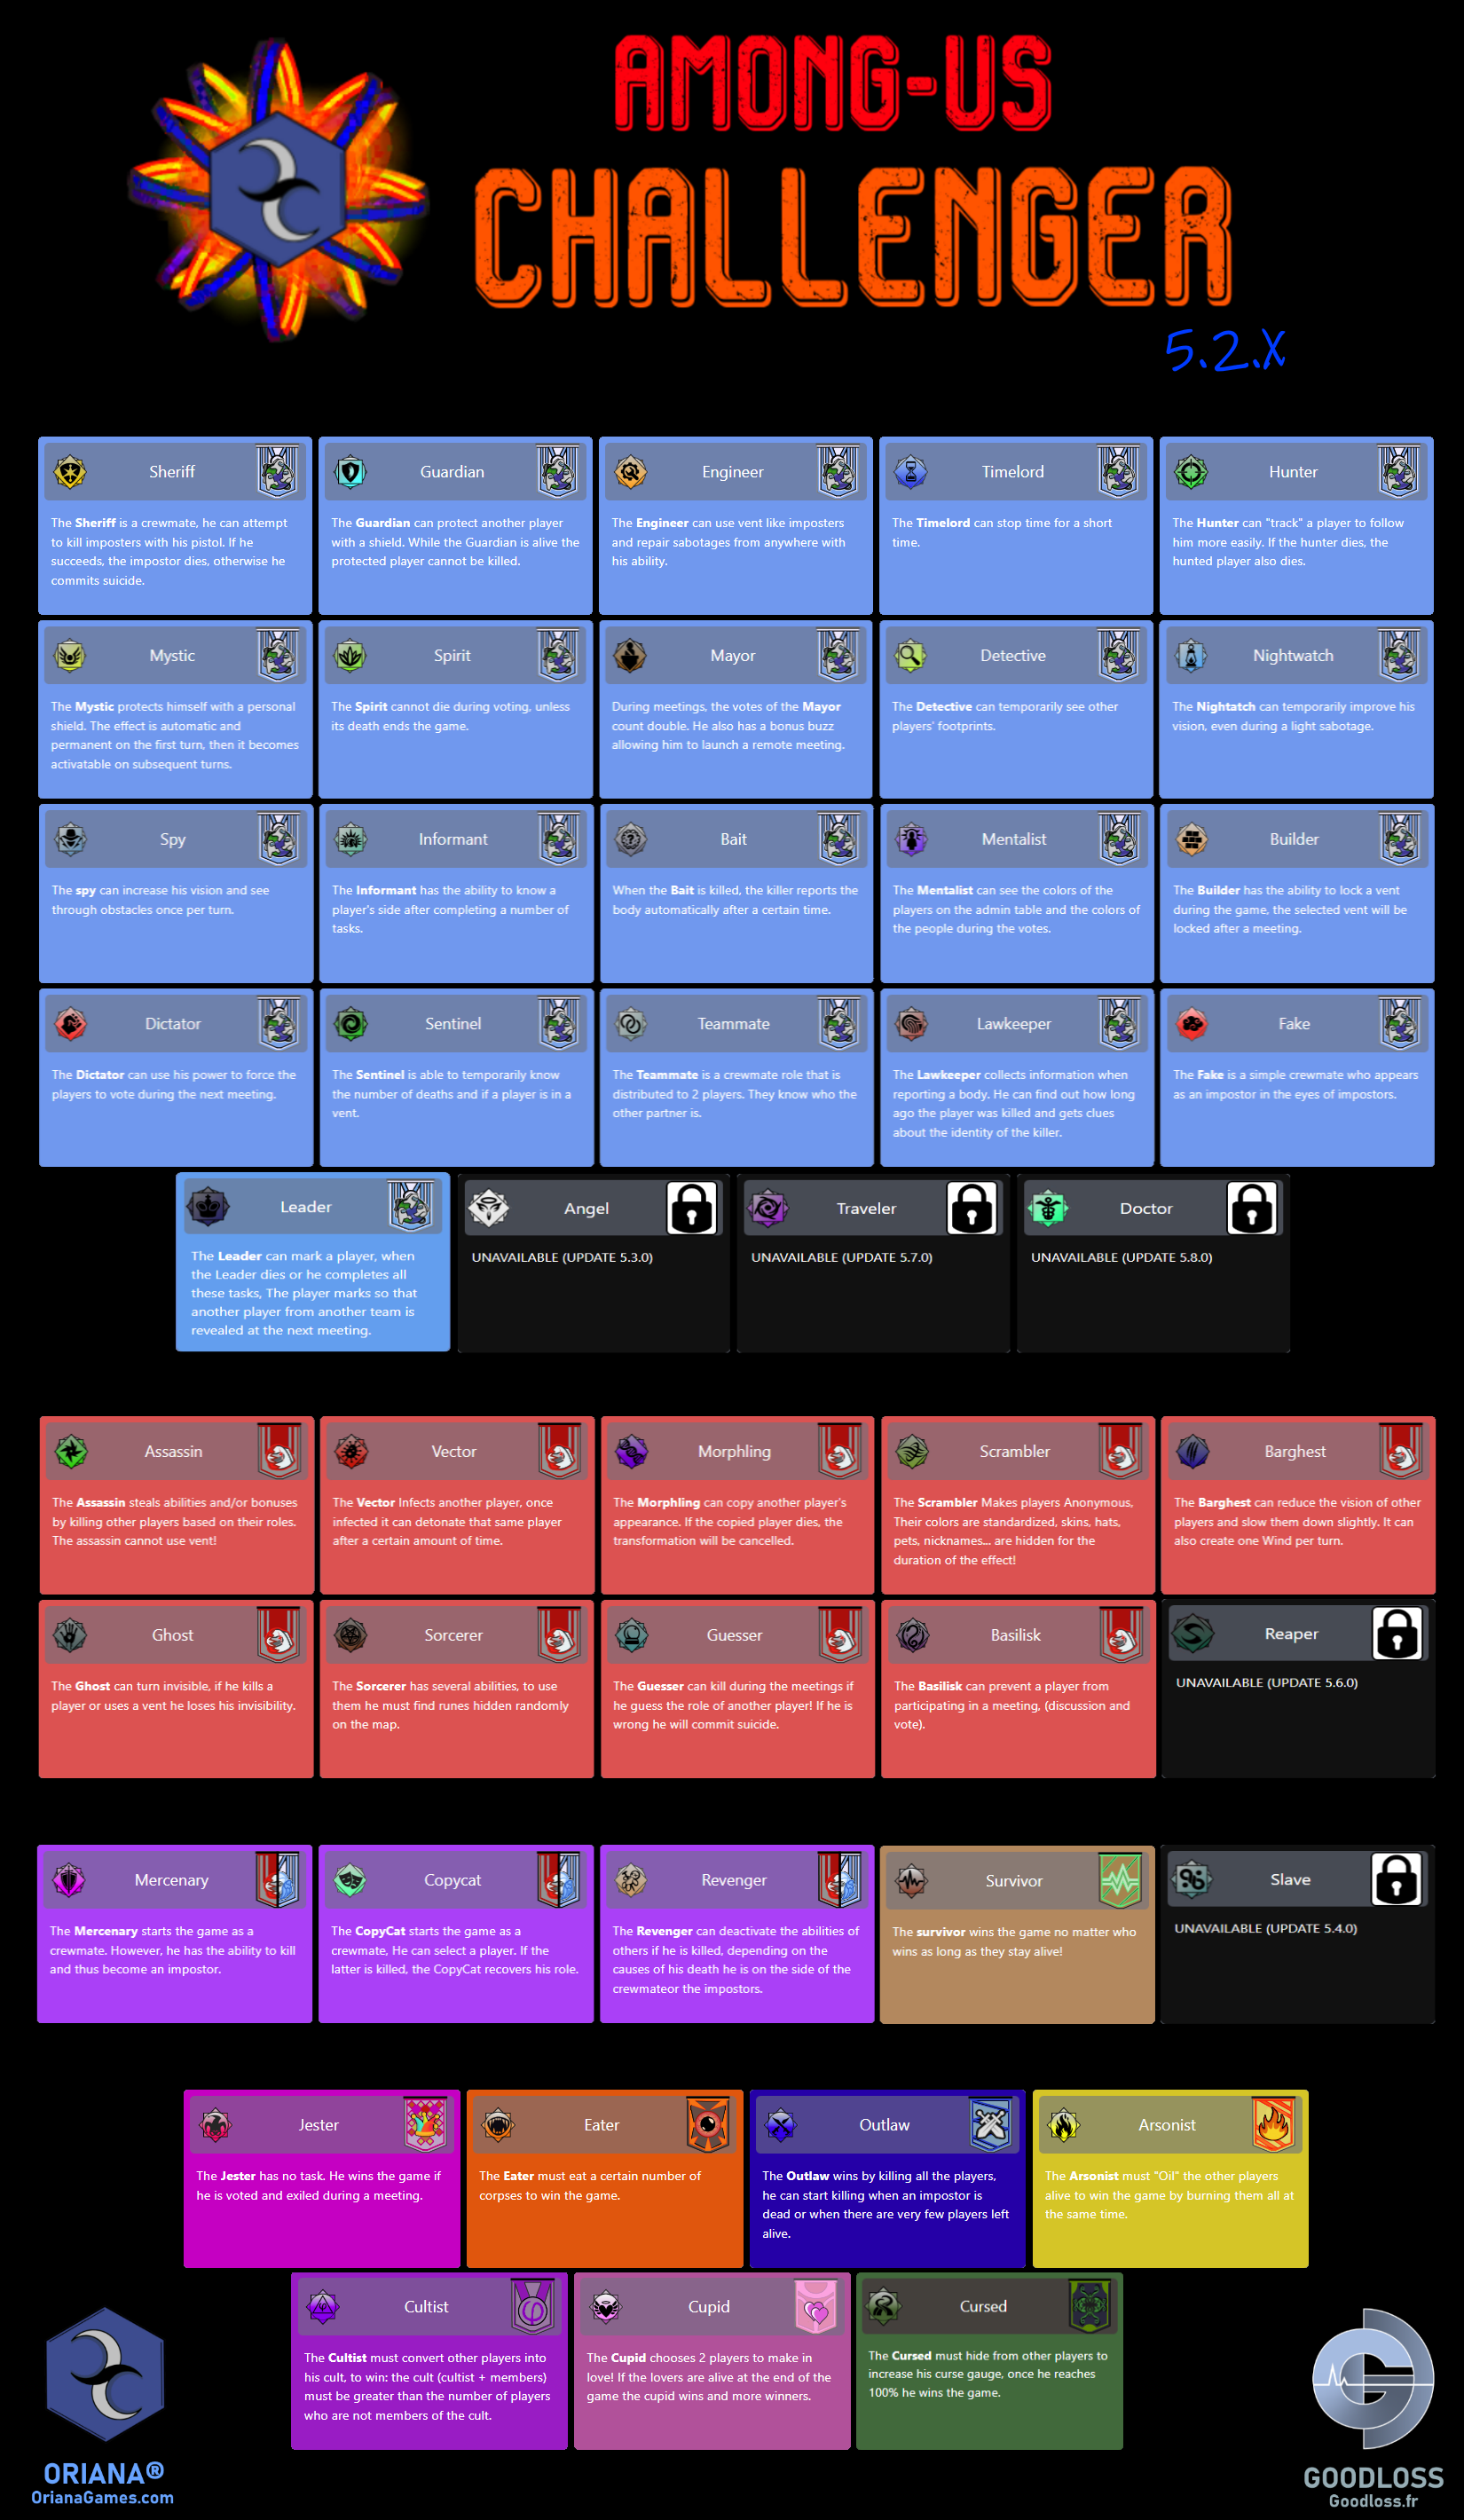 AMONG-US
CHALLENGER
5.2.X
Sheriff
The Sheriff is a crewmate, he can attempt
to kill imposters with his pistol. If he
succeeds, the impostor dies, otherwise he
commits suicide.
Guardian
The Guardian can protect another player
with a shield. While the Guardian is alive the
protected player cannot be killed.
Engineer
The Engineer can use vent like imposters
and repair sabotages from anywhere with
his ability.
Timelord
The Timelord can stop time for a short
time.
Hunter
The Hunter can "track" a player to follow
him more easily. If the hunter dies, the
hunted player also dies.
Mystic
The Mystic protects himself with a personal
shield. The effect is automatic and
permanent on the first turn, then it becomes
activatable on subsequent turns.
Spirit
The Spirit cannot die during voting, unless
its death ends the game.
Mayor
During meetings, the votes of the Mayor
count double. He also has a bonus buzz
allowing him to launch a remote meeting.
Detective
The Detective can temporarily see other
players' footprints.
Nightwatch
The Nightatch can temporarily improve his
vision, even during a light sabotage.
Spy
The spy can increase his vision and see
through obstacles once per turn.
Informant
The Informant has the ability to know a
player's side after completing a number of
tasks.
Bait
When the Bait is killed, the killer reports the
body automatically after a certain time.
Mentalist
The Mentalist can see the colors of the
players on the admin table and the colors of
the people during the votes.
Builder
The Builder has the ability to lock a vent
during the game, the selected vent will be
locked after a meeting.
Dictator
The Dictator can use his power to force the
players to vote during the next meeting.
Sentinel
The Sentinel is able to temporarily know
the number of deaths and if a player is in a
vent.
Teammate
The Teammate is a crewmate role that is
distributed to 2 players. They know who the
other partner is.
Lawkeeper
The Lawkeeper collects information when
reporting a body. He can find out how long
ago the player was killed and gets clues
about the identity of the killer.
Fake
The Fake is a simple crewmate who appears
as an impostor in the eyes of impostors.
Leader
The Leader can mark a player, when
the Leader dies or he completes all
these tasks, The player marks so that
another player from another team is
revealed at the next meeting.
Angel
UNAVAILABLE (UPDATE 5.3.0)
Traveler
UNAVAILABLE (UPDATE 5.7.0)
Doctor
UNAVAILABLE (UPDATE 5.8.0)
Assassin
The Assassin steals abilities and/or bonuses
by killing other players based on their roles.
The assassin cannot use vent!
Vector
The Vector Infects another player, once
infected it can detonate that same player
after a certain amount of time.
Morphling
The Morphling can copy another player's
appearance. If the copied player dies, the
transformation will be cancelled.
Scrambler
The Scrambler Makes players Anonymous,
Their colors are standardized, skins, hats,
pets, nicknames... are hidden for the
duration of the effect!
Barghest
The Barghest can reduce the vision of other
players and slow them down slightly. It can
also create one Wind per turn.
Ghost
The Ghost can turn invisible, if he kills a
player or uses a vent he loses his invisibility.
Sorcerer
The Sorcerer has several abilities, to use
them he must find runes hidden randomly
on the map.
Guesser
The Guesser can kill during the meetings if
he guess the role of another player! If he is
wrong he will commit suicide.
Basilisk
The Basilisk can prevent a player from
participating in a meeting, (discussion and
vote).
Reaper
UNAVAILABLE (UPDATE 5.6.0)
Mercenary
The Mercenary starts the game as a
crewmate. However, he has the ability to kill
and thus become an impostor.
Copycat
The CopyCat starts the game as a
crewmate, He can select a player. If the
latter is killed, the CopyCat recovers his role.
Revenger
The Revenger can deactivate the abilities of
others if he is killed, depending on the
causes of his death he is on the side of the
crewmateor the impostors.
Survivor
The survivor wins the game no matter who
wins as long as they stay alive!
Slave
UNAVAILABLE (UPDATE 5.4.0)
Jester
The Jester has no task. He wins the game if
he is voted and exiled during a meeting.
Eater
The Eater must eat a certain number of
corpses to win the game.
Outlaw
The Outlaw wins by killing all the players,
he can start killing when an impostor is
dead or when there are very few players left
alive.
Arsonist
The Arsonist must "Oil" the other players
alive to win the game by burning them all at
the same time.
Cultist
The Cultist must convert other players into
his cult, to win: the cult (cultist + members)
must be greater than the number of players
who are not members of the cult.
Cupid
The Cupid chooses 2 players to make in
love! If the lovers are alive at the end of the
game the cupid wins and more winners.
Cursed
The Cursed must hide from other players to
increase his curse gauge, once he reaches
100% he wins the game.
ORIANA®
OrianaGames.com
GOODLOSS
Goodloss.fr